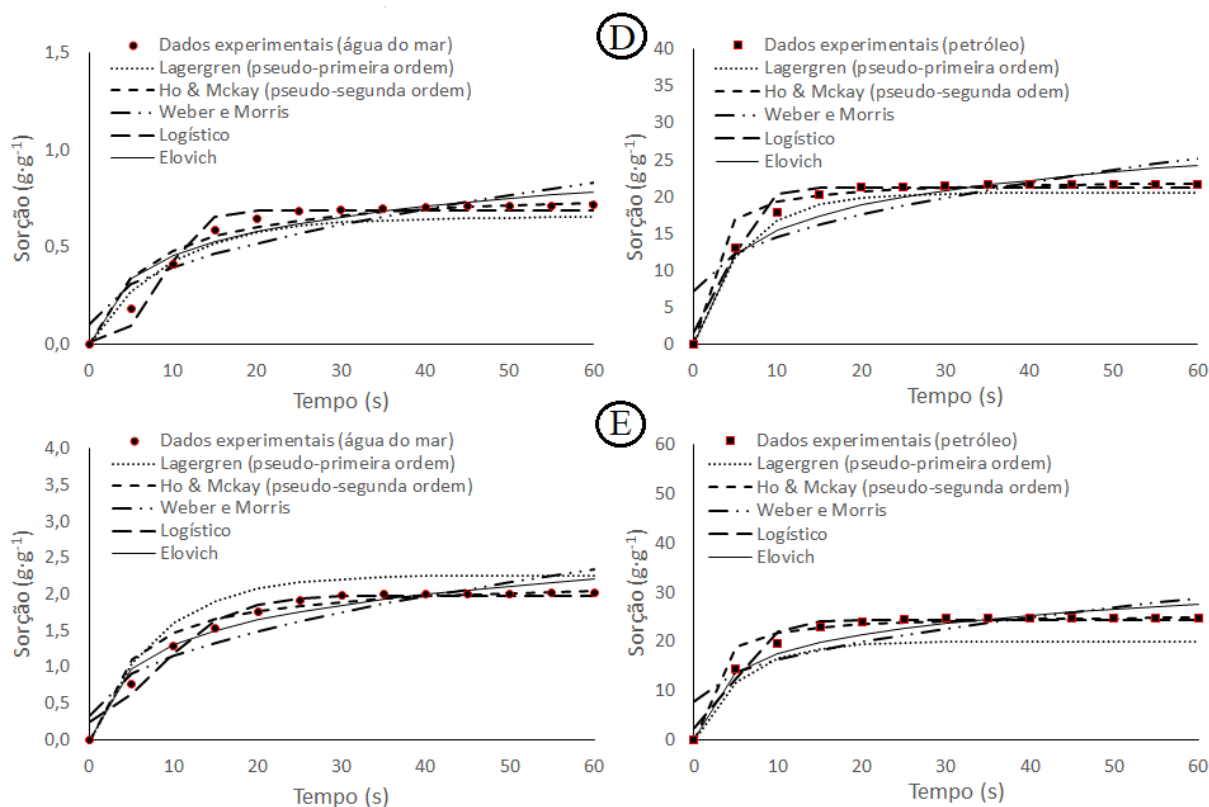 D
1,5
1,0
0,5
0,0
Sorção (g·g⁻¹)
Dados experimentais (água do mar)
Lagergren (pseudo-primeira ordem)
Ho & Mckay (pseudo-segunda ordem)
Weber e Morris
Logístico
Elovich
0 10 20 30 40 50 60
Tempo (s)
40
35
30
25
20
15
10
5
0
Sorção (g·g⁻¹)
Dados experimentais (petróleo)
Lagergren (pseudo-primeira ordem)
Ho & Mckay (pseudo-segunda odem)
Weber e Morris
Logístico
Elovich
0 10 20 30 40 50 60
Tempo (s)
E
4,0
3,5
3,0
2,5
2,0
1,5
1,0
0,5
0,0
Sorção (g·g⁻¹)
Dados experimentais (água do mar)
Lagergren (pseudo-primeira ordem)
Ho & Mckay (pseudo-segunda ordem)
Weber e Morris
Logístico
Elovich
0 10 20 30 40 50 60
Tempo (s)
60
50
40
30
20
10
0
Sorção (g·g⁻¹)
Dados experimentais (petróleo)
Lagergren (pseudo-primeira ordem)
Ho & Mckay (pseudo-segunda ordem)
Weber e Morris
Logístico
Elovich
0 10 20 30 40 50 60
Tempo (s)